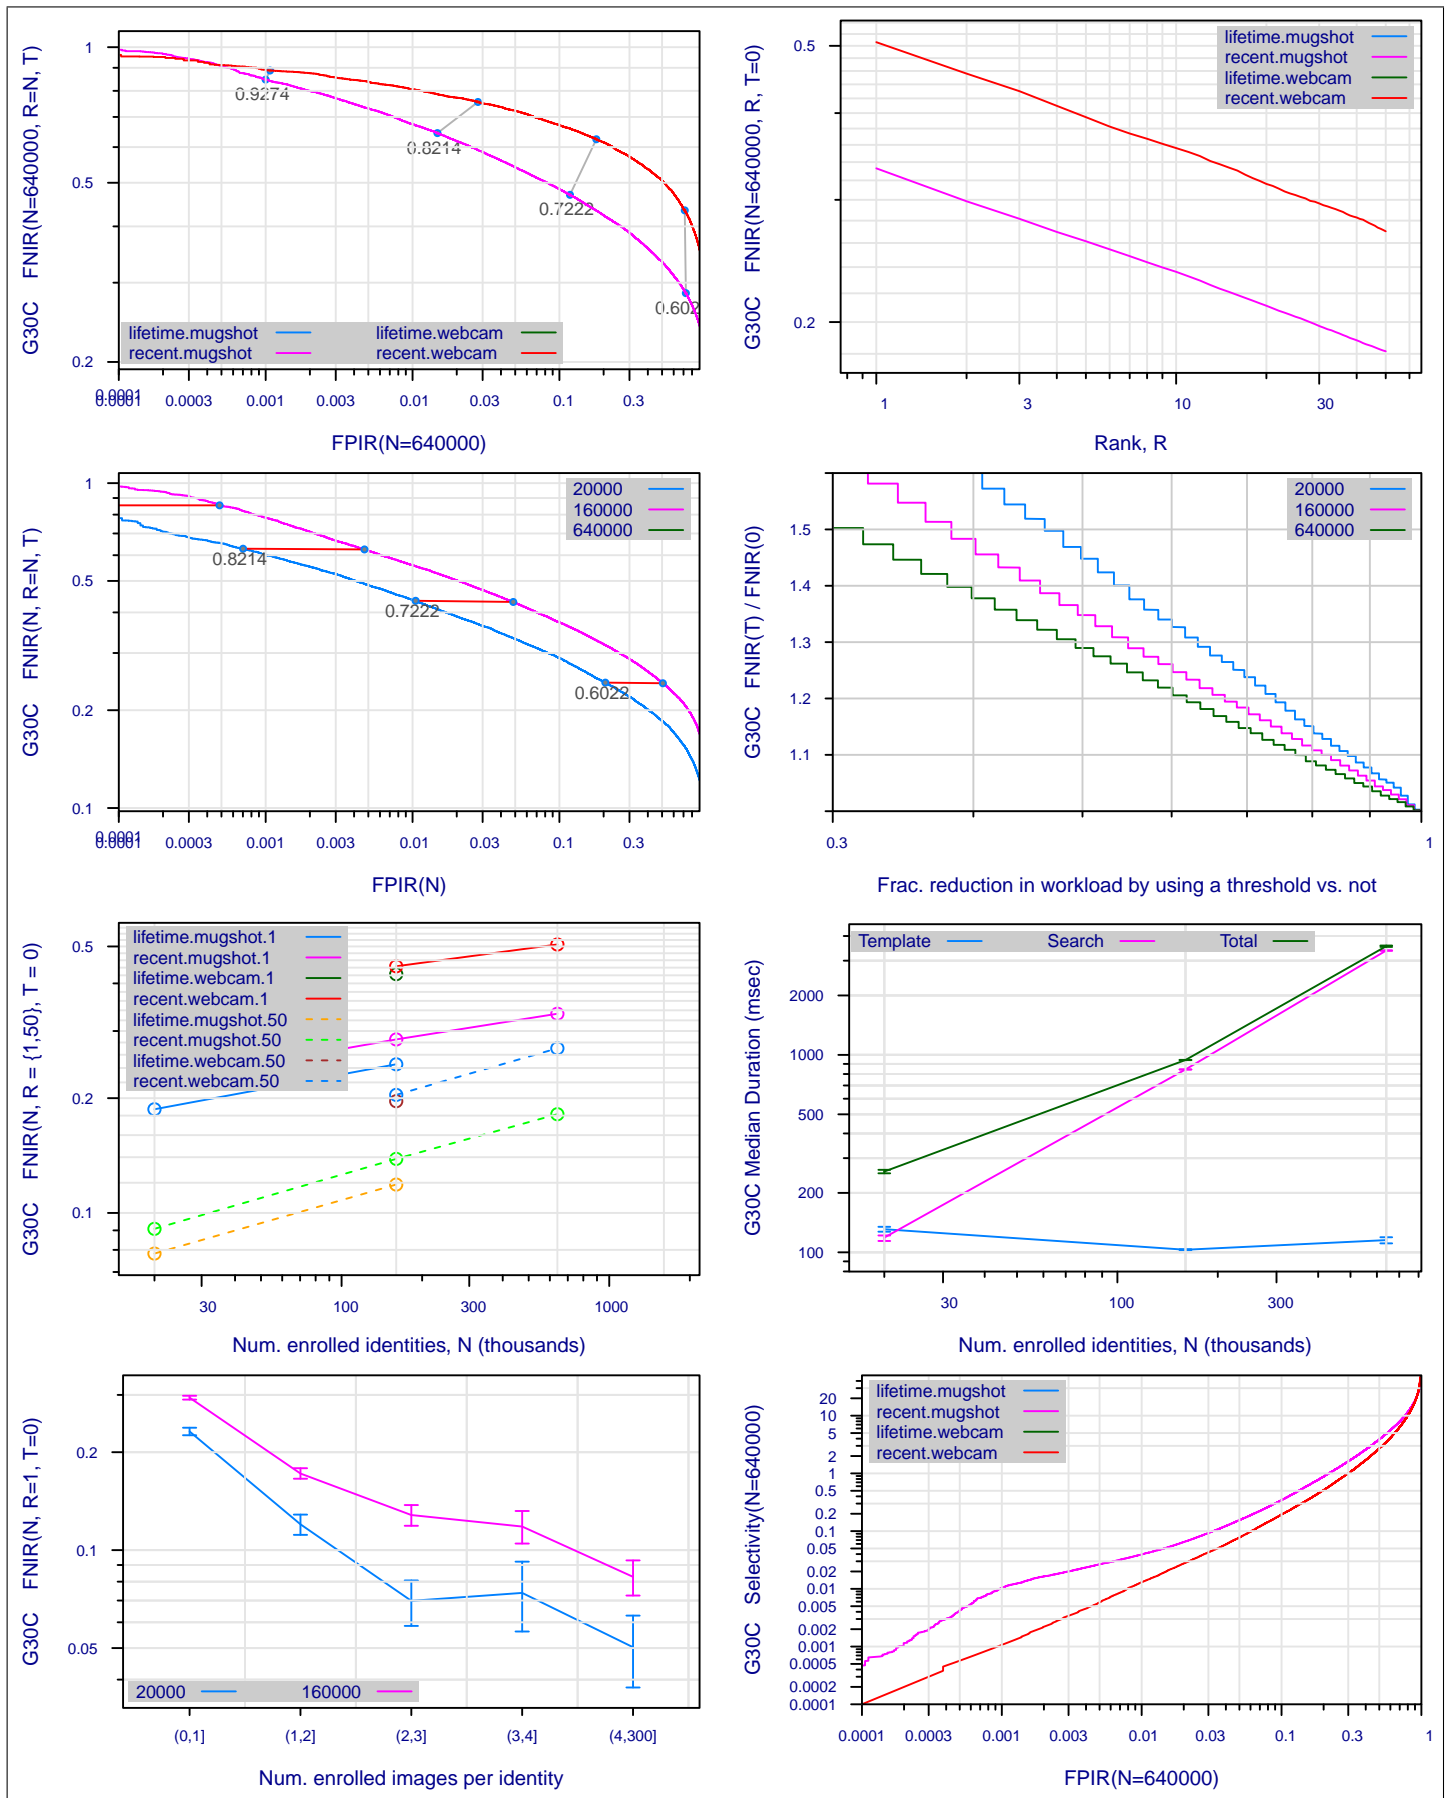 G30C FNIR(N=640000, R=N, T)
1
0.5
0.2
0.9274
0.8214
0.7222
0.602
lifetime.mugshot
recent.mugshot
lifetime.webcam
recent.webcam
0.0001 0.0003 0.001 0.003 0.01 0.03 0.1 0.3
0.0001
FPIR(N=640000)
G30C FNIR(N=640000, R, T=0)
0.5
0.2
lifetime.mugshot
recent.mugshot
lifetime.webcam
recent.webcam
1 3 10 30
Rank, R
G30C FNIR(N, R=N, T)
1
0.5
0.2
0.1
20000
160000
640000
0.8214
0.7222
0.6022
0.0001 0.0003 0.001 0.003 0.01 0.03 0.1 0.3
0.0001
FPIR(N)
G30C FNIR(T) / FNIR(0)
1.5
1.4
1.3
1.2
1.1
20000
160000
640000
0.3 1
Frac. reduction in workload by using a threshold vs. not
G30C FNIR(N, R = {1,50}, T = 0)
0.5
0.2
0.1
lifetime.mugshot.1
recent.mugshot.1
lifetime.webcam.1
recent.webcam.1
lifetime.mugshot.50
recent.mugshot.50
lifetime.webcam.50
recent.webcam.50
30 100 300 1000
Num. enrolled identities, N (thousands)
G30C Median Duration (msec)
Template Search Total
2000
1000
500
200
100
30 100 300
Num. enrolled identities, N (thousands)
G30C FNIR(N, R=1, T=0)
0.2
0.1
0.05
20000 160000
(0,1] (1,2] (2,3] (3,4] (4,300]
Num. enrolled images per identity
G30C Selectivity(N=640000)
20
10
5
2
1
0.5
0.2
0.1
0.05
0.02
0.01
0.005
0.002
0.001
0.0005
0.0002
0.0001
lifetime.mugshot
recent.mugshot
lifetime.webcam
recent.webcam
0.0001 0.0003 0.001 0.003 0.01 0.03 0.1 0.3 1
FPIR(N=640000)